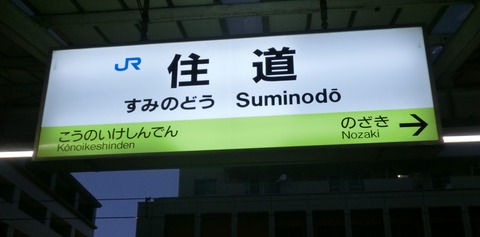 JR 住道
すみのどう Suminodō
こうのいけしんでん
Kōnoikeshinden
のざき
Nozaki